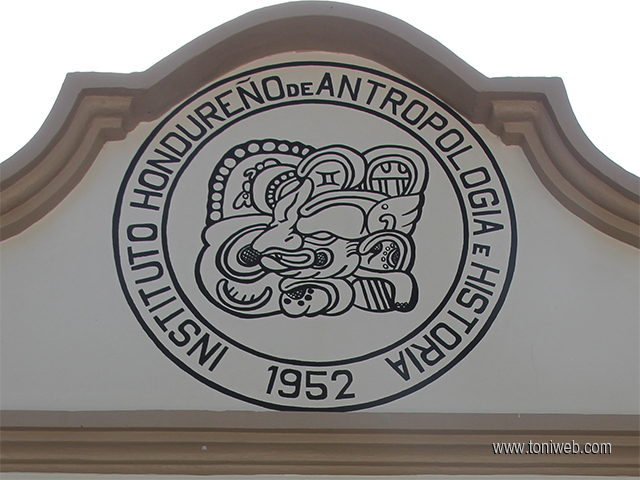 INSTITUTO HONDUREÑO DE ANTROPOLOGIA E HISTORIA
1952
www.toniweb.com